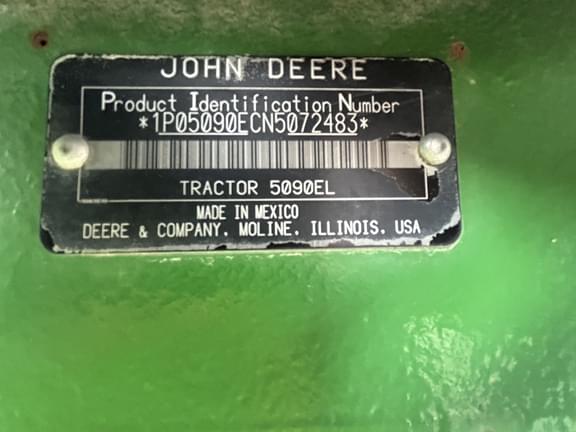 JOHN DEERE
Product Identification Number
*1P05090ECN5072483*
TRACTOR 5090EL
MADE IN MEXICO
DEERE & COMPANY, MOLINE, ILLINOIS, USA